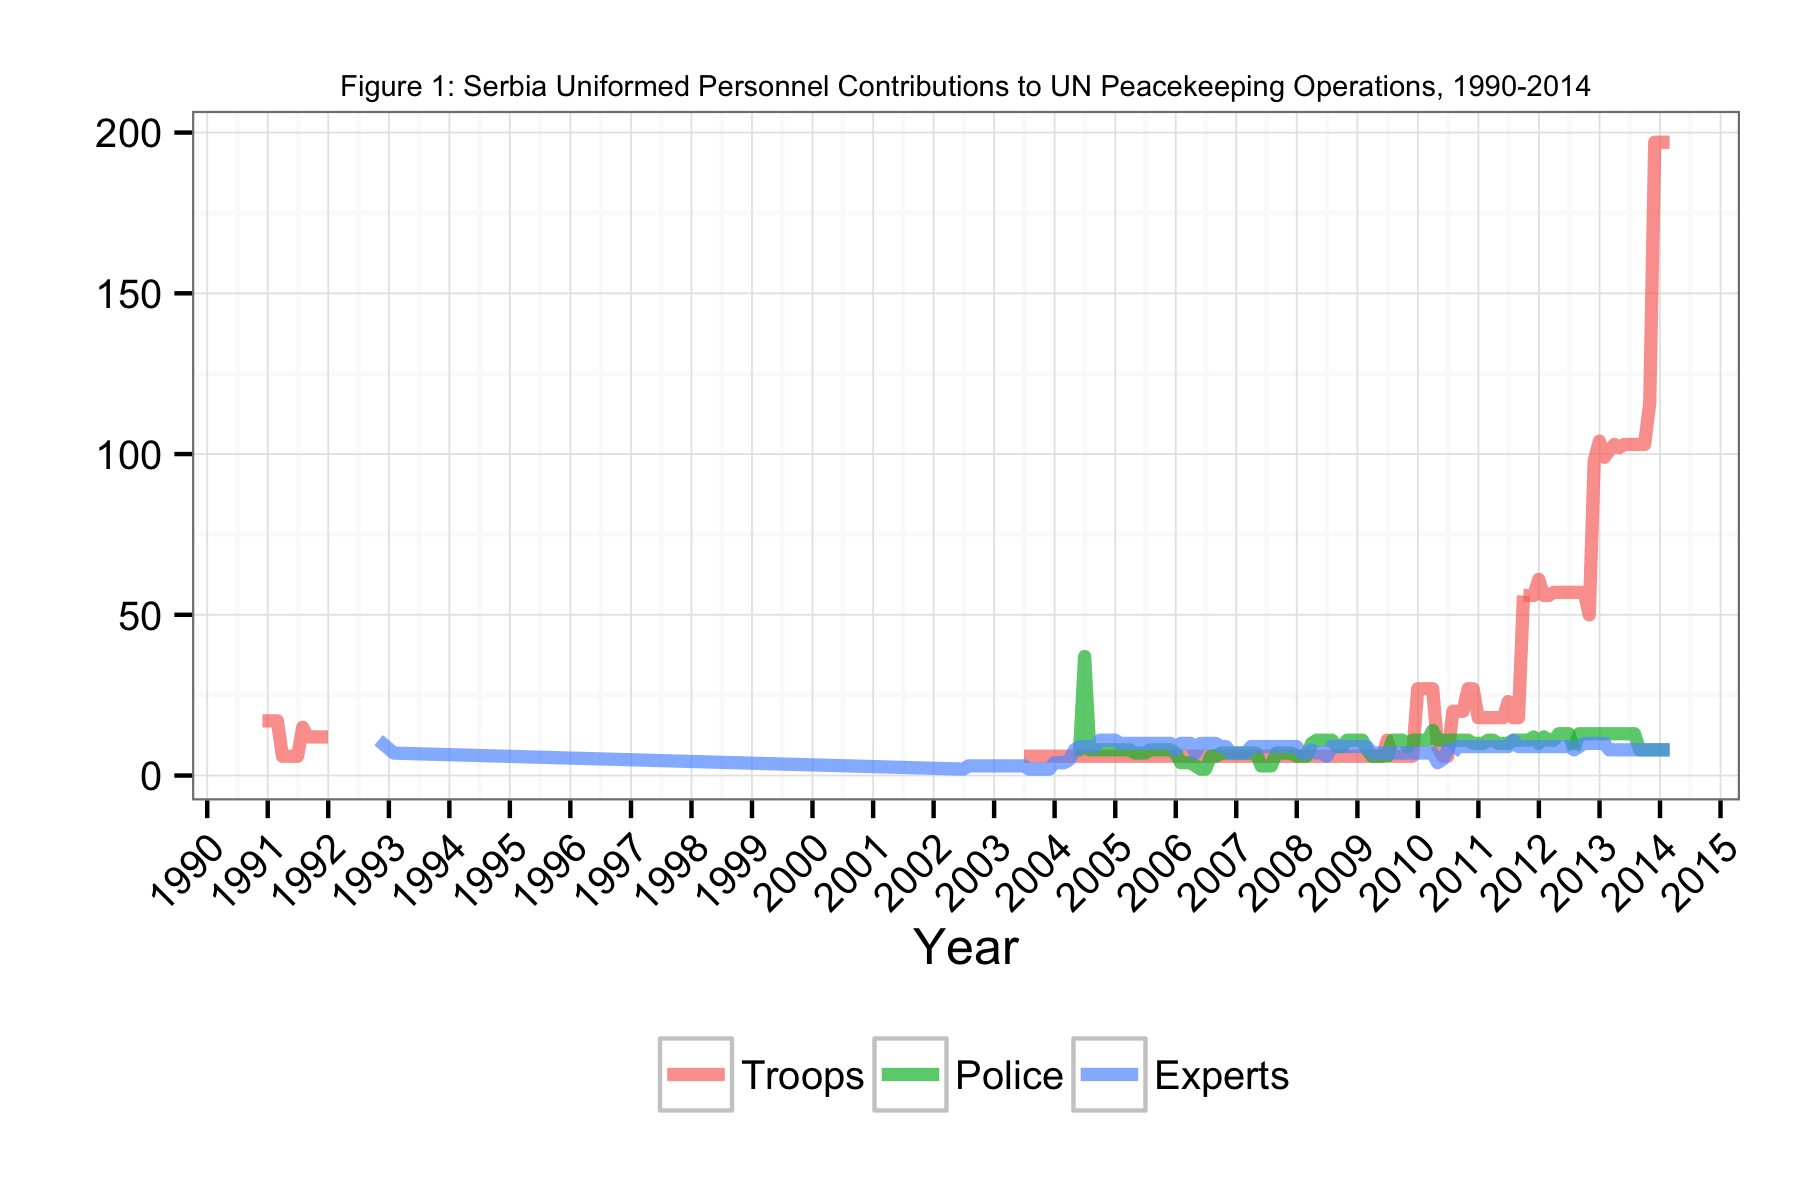 Figure 1: Serbia Uniformed Personnel Contributions to UN Peacekeeping Operations, 1990-2014
200
150
100
50
0
1990 1991 1992 1993 1994 1995 1996 1997 1998 1999 2000 2001 2002 2003 2004 2005 2006 2007 2008 2009 2010 2011 2012 2013 2014 2015
Year
Troops Police Experts